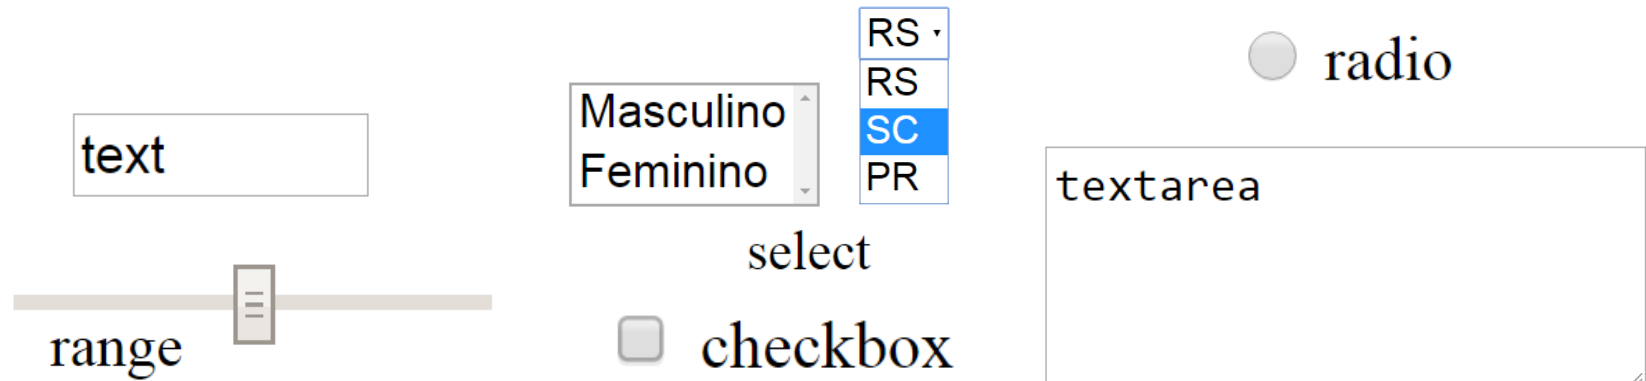 text
range
Masculino
Feminino
RS
RS
SC
PR
select
checkbox
radio
textarea